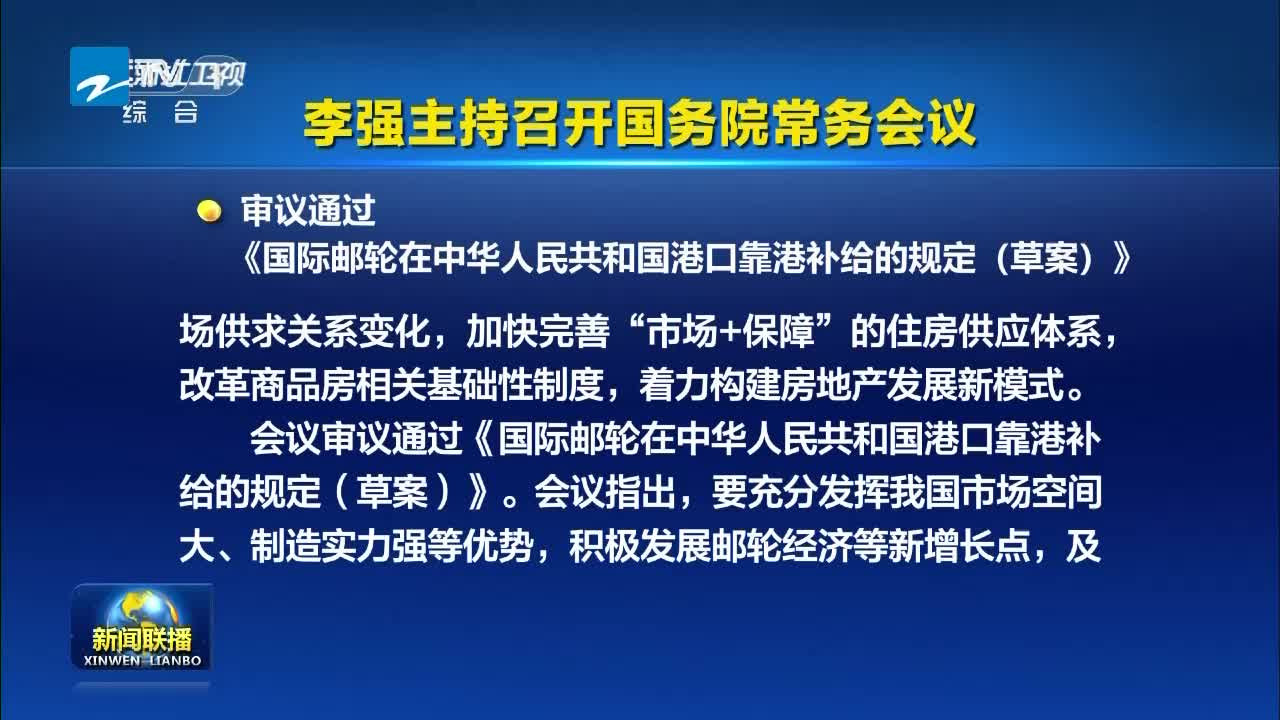 卫视
综合
李强主持召开国务院常务会议
审议通过
《国际邮轮在中华人民共和国港口靠港补给的规定（草案）》
场供求关系变化，加快完善“市场+保障”的住房供应体系，
改革商品房相关基础性制度，着力构建房地产发展新模式。
会议审议通过《国际邮轮在中华人民共和国港口靠港补
给的规定（草案）》。会议指出，要充分发挥我国市场空间
大、制造实力强等优势，积极发展邮轮经济等新增长点，及
新闻联播
XINWEN LIANBO